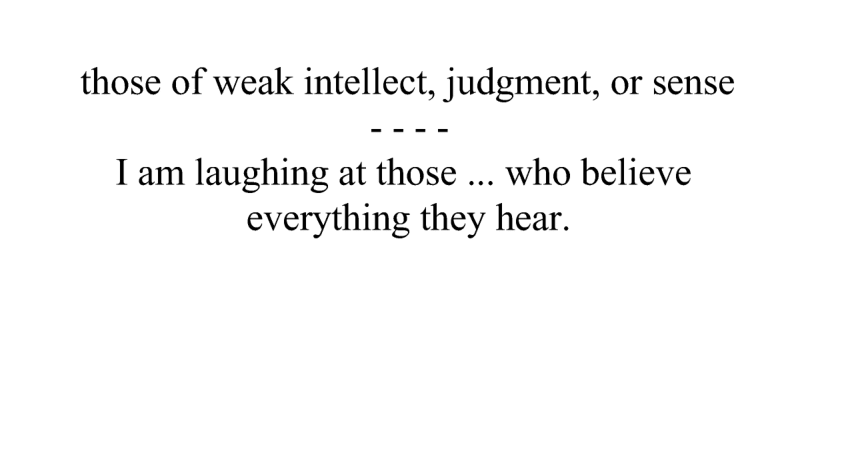 those of weak intellect, judgment, or sense
- - - -
I am laughing at those ... who believe
everything they hear.